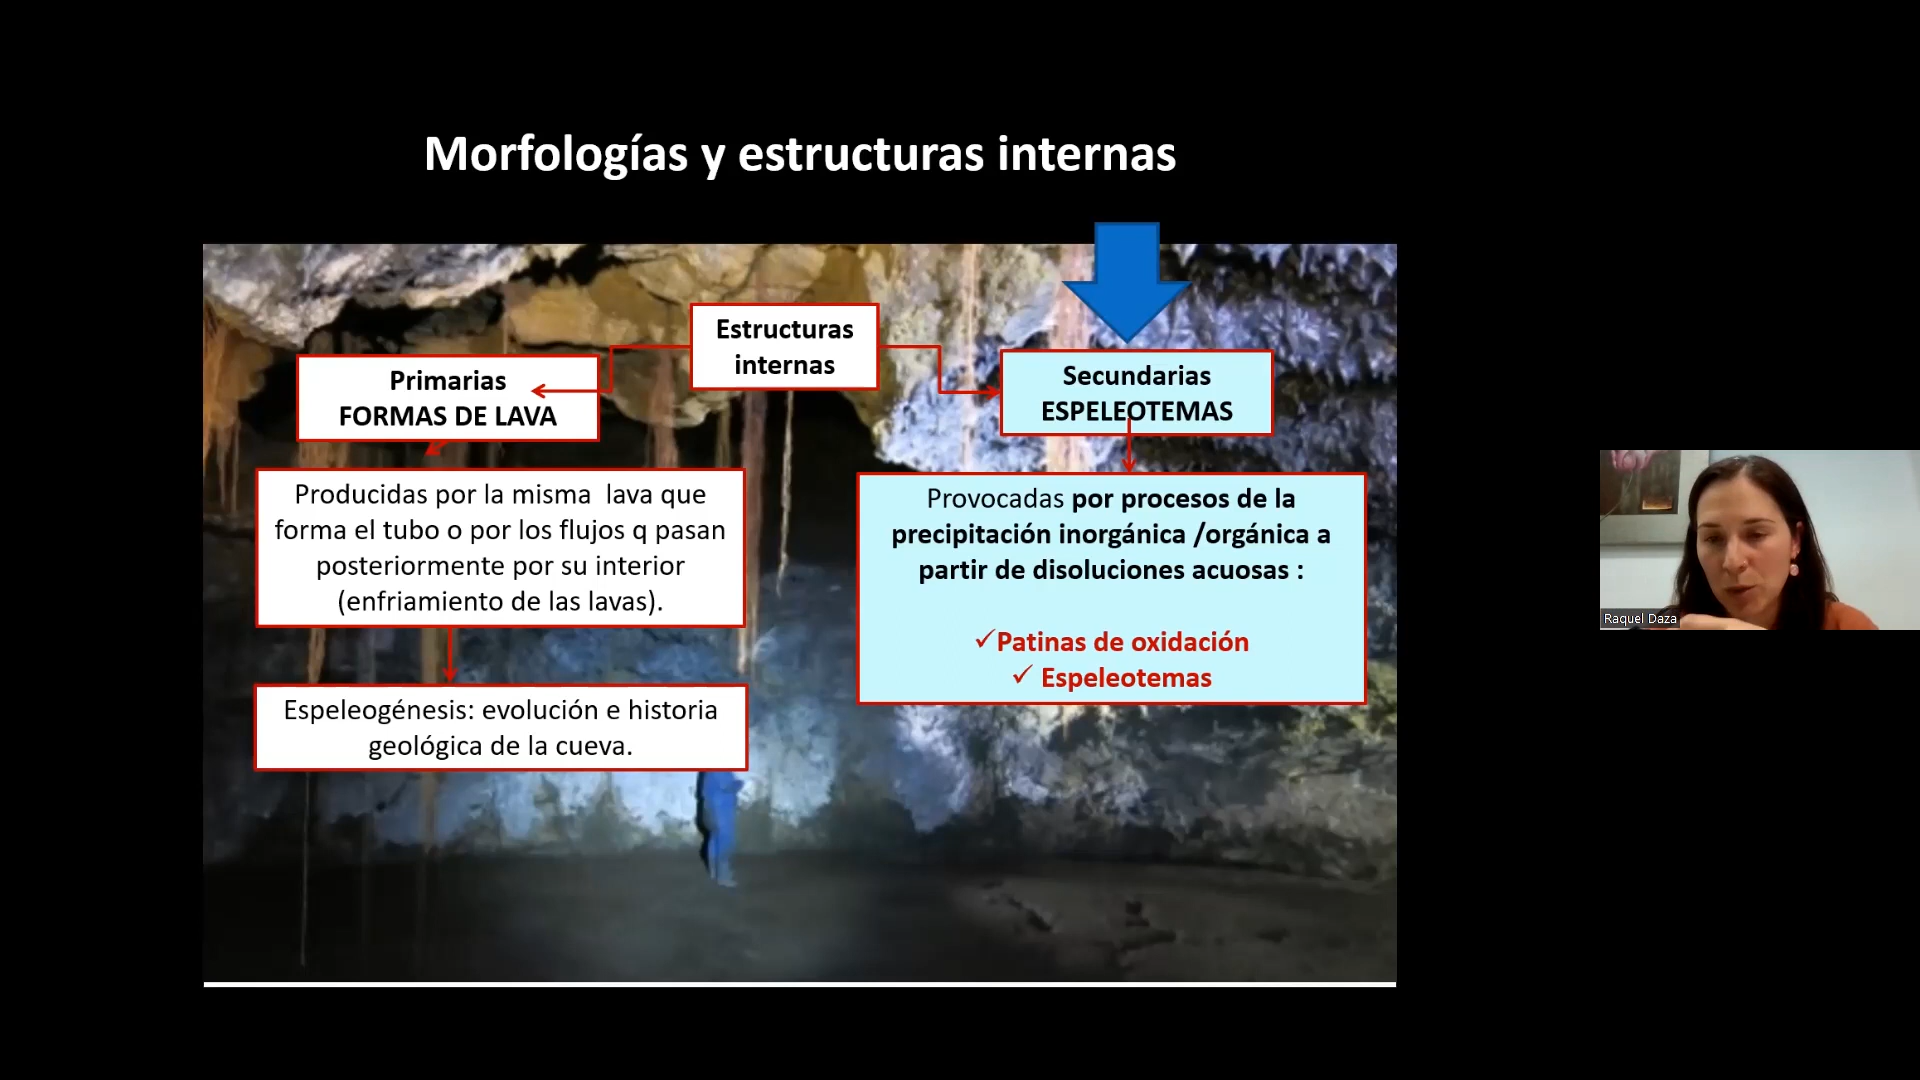 Morfologías y estructuras internas
Estructuras
internas
Primarias
FORMAS DE LAVA
Producidas por la misma lava que
forma el tubo o por los flujos q pasan
posteriormente por su interior
(enfriamiento de las lavas).
Espeleogénesis: evolución e historia
geológica de la cueva.
Secundarias
ESPELEOTEMAS
Provocadas por procesos de la
precipitación inorgánica /orgánica a
partir de disoluciones acuosas :
✓Patinas de oxidación
✓ Espeleotemas
Raquel Daza